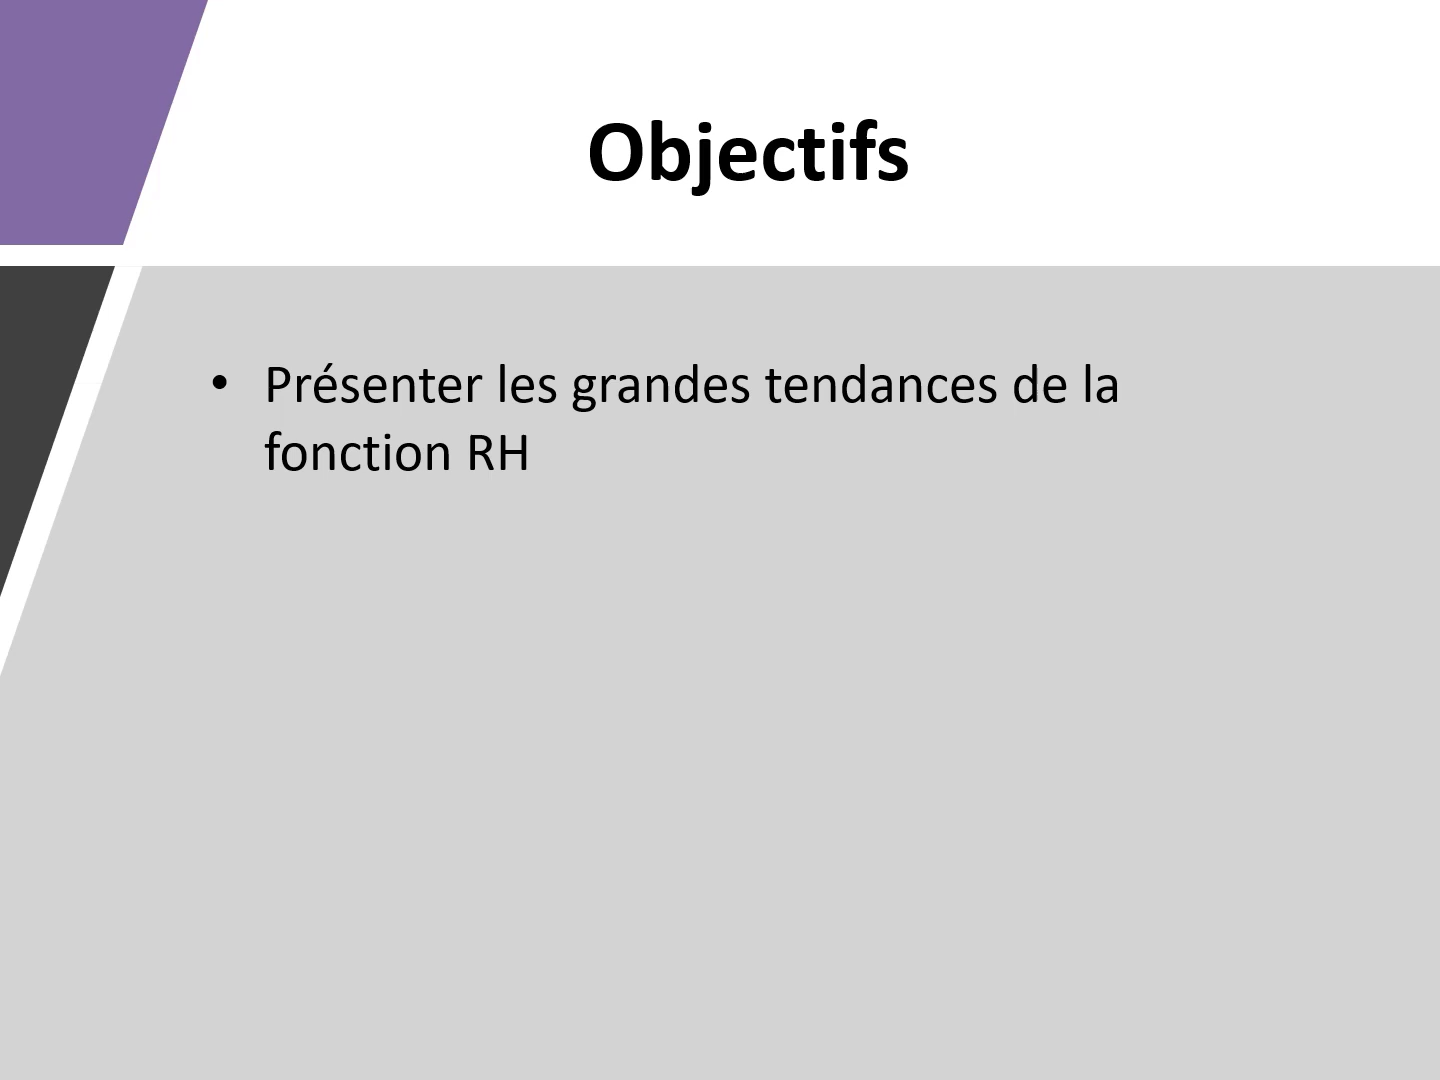 Objectifs
• Présenter les grandes tendances de la
fonction RH